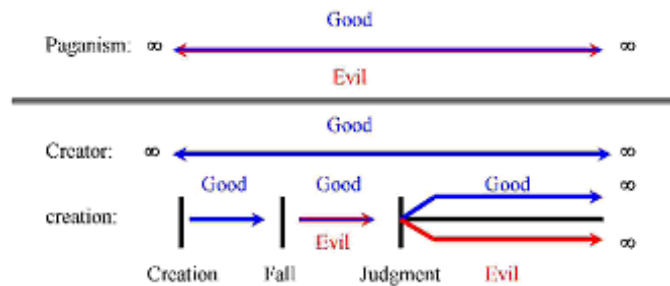 Good
Paganism: ∞ ∞
Evil
Good
Creator: ∞ ∞
Good Good Good ∞
creation:
Evil ∞
Creation Fall Judgment Evil